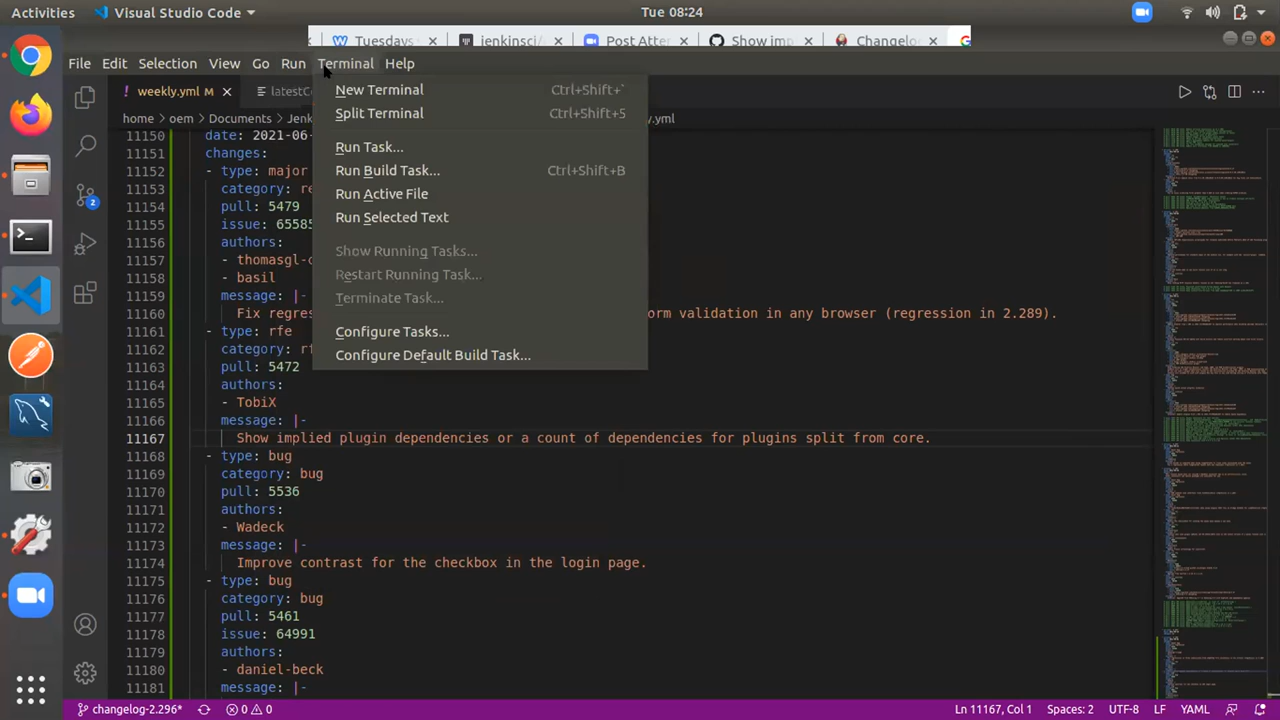 Activities Visual Studio Code Tue 08:24
Tuesdays jenkinsci/. Post Atter Show imp Changelo
File Edit Selection View Go Run Terminal Help
weekly.yml M latestCo
home oem Documents Jen y.yml
New Terminal Ctrl+Shift+`
Split Terminal Ctrl+Shift+5
Run Task...
Run Build Task... Ctrl+Shift+B
Run Active File
Run Selected Text
Show Running Tasks...
Restart Running Task...
Terminate Task...
Configure Tasks...
Configure Default Build Task...
11150 date: 2021-06-
11151 changes:
11152 - type: major
11153 category: re
11154 pull: 5479
11155 issue: 65585
11156 authors:
11157 - thomasgl-o
11158 - basil
11159 message: |-
11160 Fix regres orm validation in any browser (regression in 2.289).
11161 - type: rfe
11162 category: rf
11163 pull: 5472
11164 authors:
11165 - TobiX
11166 message: |-
11167 Show implied plugin dependencies or a count of dependencies for plugins split from core.
11168 - type: bug
11169 category: bug
11170 pull: 5536
11171 authors:
11172 - Wadeck
11173 message: |-
11174 Improve contrast for the checkbox in the login page.
11175 - type: bug
11176 category: bug
11177 pull: 5461
11178 issue: 64991
11179 authors:
11180 - daniel-beck
11181 message: |-
2
changelog-2.296* 0 0 Ln 11167, Col 1 Spaces: 2 UTF-8 LF YAML